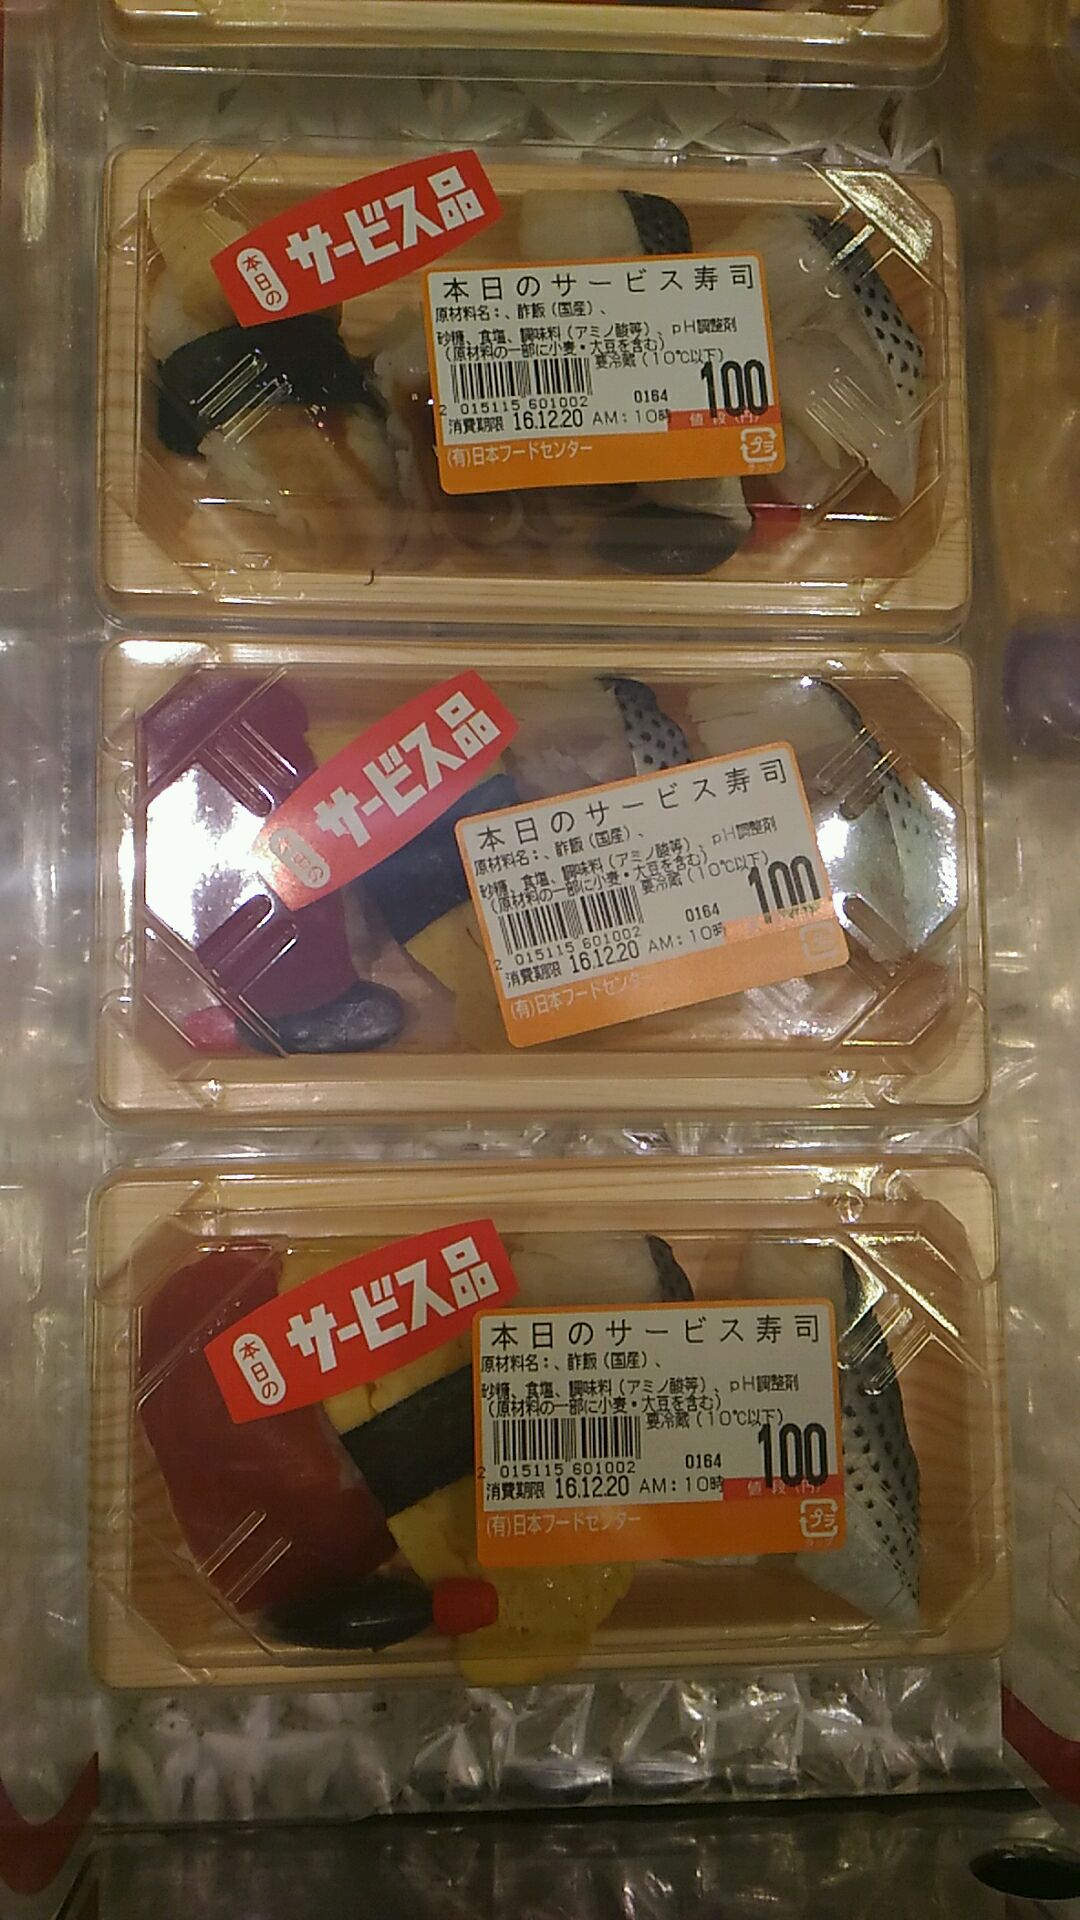 本日の サービス品
本日のサービス寿司
原材料名：、酢飯（国産）、
砂糖、食塩、調味料（アミノ酸等）、pH調整剤
（原材料の一部に小麦・大豆を含む）
要冷蔵（10℃以下）
2 015115 601002
0164
100
消費期限 16.12.20 AM：10時
値段（円）
(有)日本フードセンター
プラ
ラップ
本日の サービス品
本日のサービス寿司
原材料名：、酢飯（国産）、
砂糖、食塩、調味料（アミノ酸等）、pH調整剤
（原材料の一部に小麦・大豆を含む）
要冷蔵（10℃以下）
2 015115 601002
0164
100
消費期限 16.12.20 AM：10時
(有)日本フードセンター
本日の サービス品
本日のサービス寿司
原材料名：、酢飯（国産）、
砂糖、食塩、調味料（アミノ酸等）、pH調整剤
（原材料の一部に小麦・大豆を含む）
要冷蔵（10℃以下）
2 015115 601002
0164
100
消費期限 16.12.20 AM：10時
値段（円）
(有)日本フードセンター
プラ
ラップ